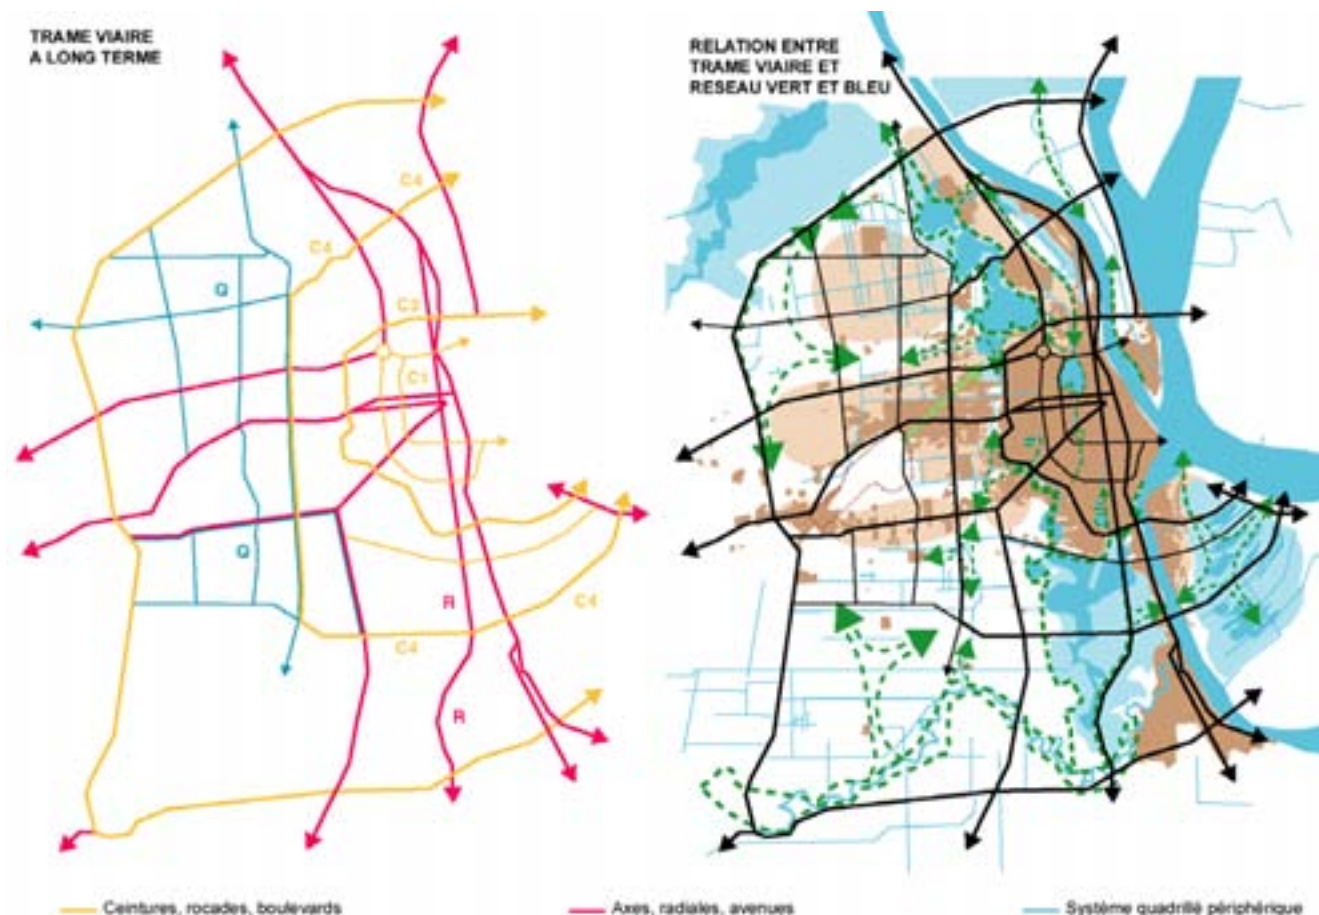 TRAME VIAIRE
A LONG TERME
RELATION ENTRE
TRAME VIAIRE ET
RESEAU VERT ET BLEU
C4
C4
Q
C3
C1
Q
R
C4
C4
R
Ceintures, rocades, boulevards
Axes, radiales, avenues
Système quadrillé périphérique